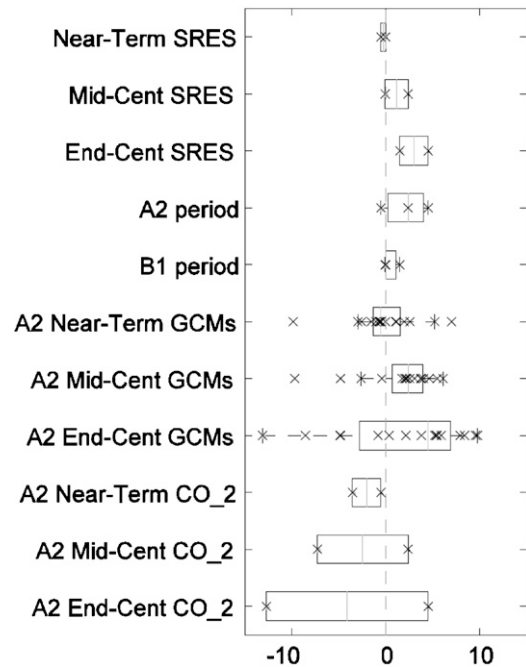 Near-Term SRES
Mid-Cent SRES
End-Cent SRES
A2 period
B1 period
A2 Near-Term GCMs
A2 Mid-Cent GCMs
A2 End-Cent GCMs
A2 Near-Term CO_2
A2 Mid-Cent CO_2
A2 End-Cent CO_2
-10 0 10